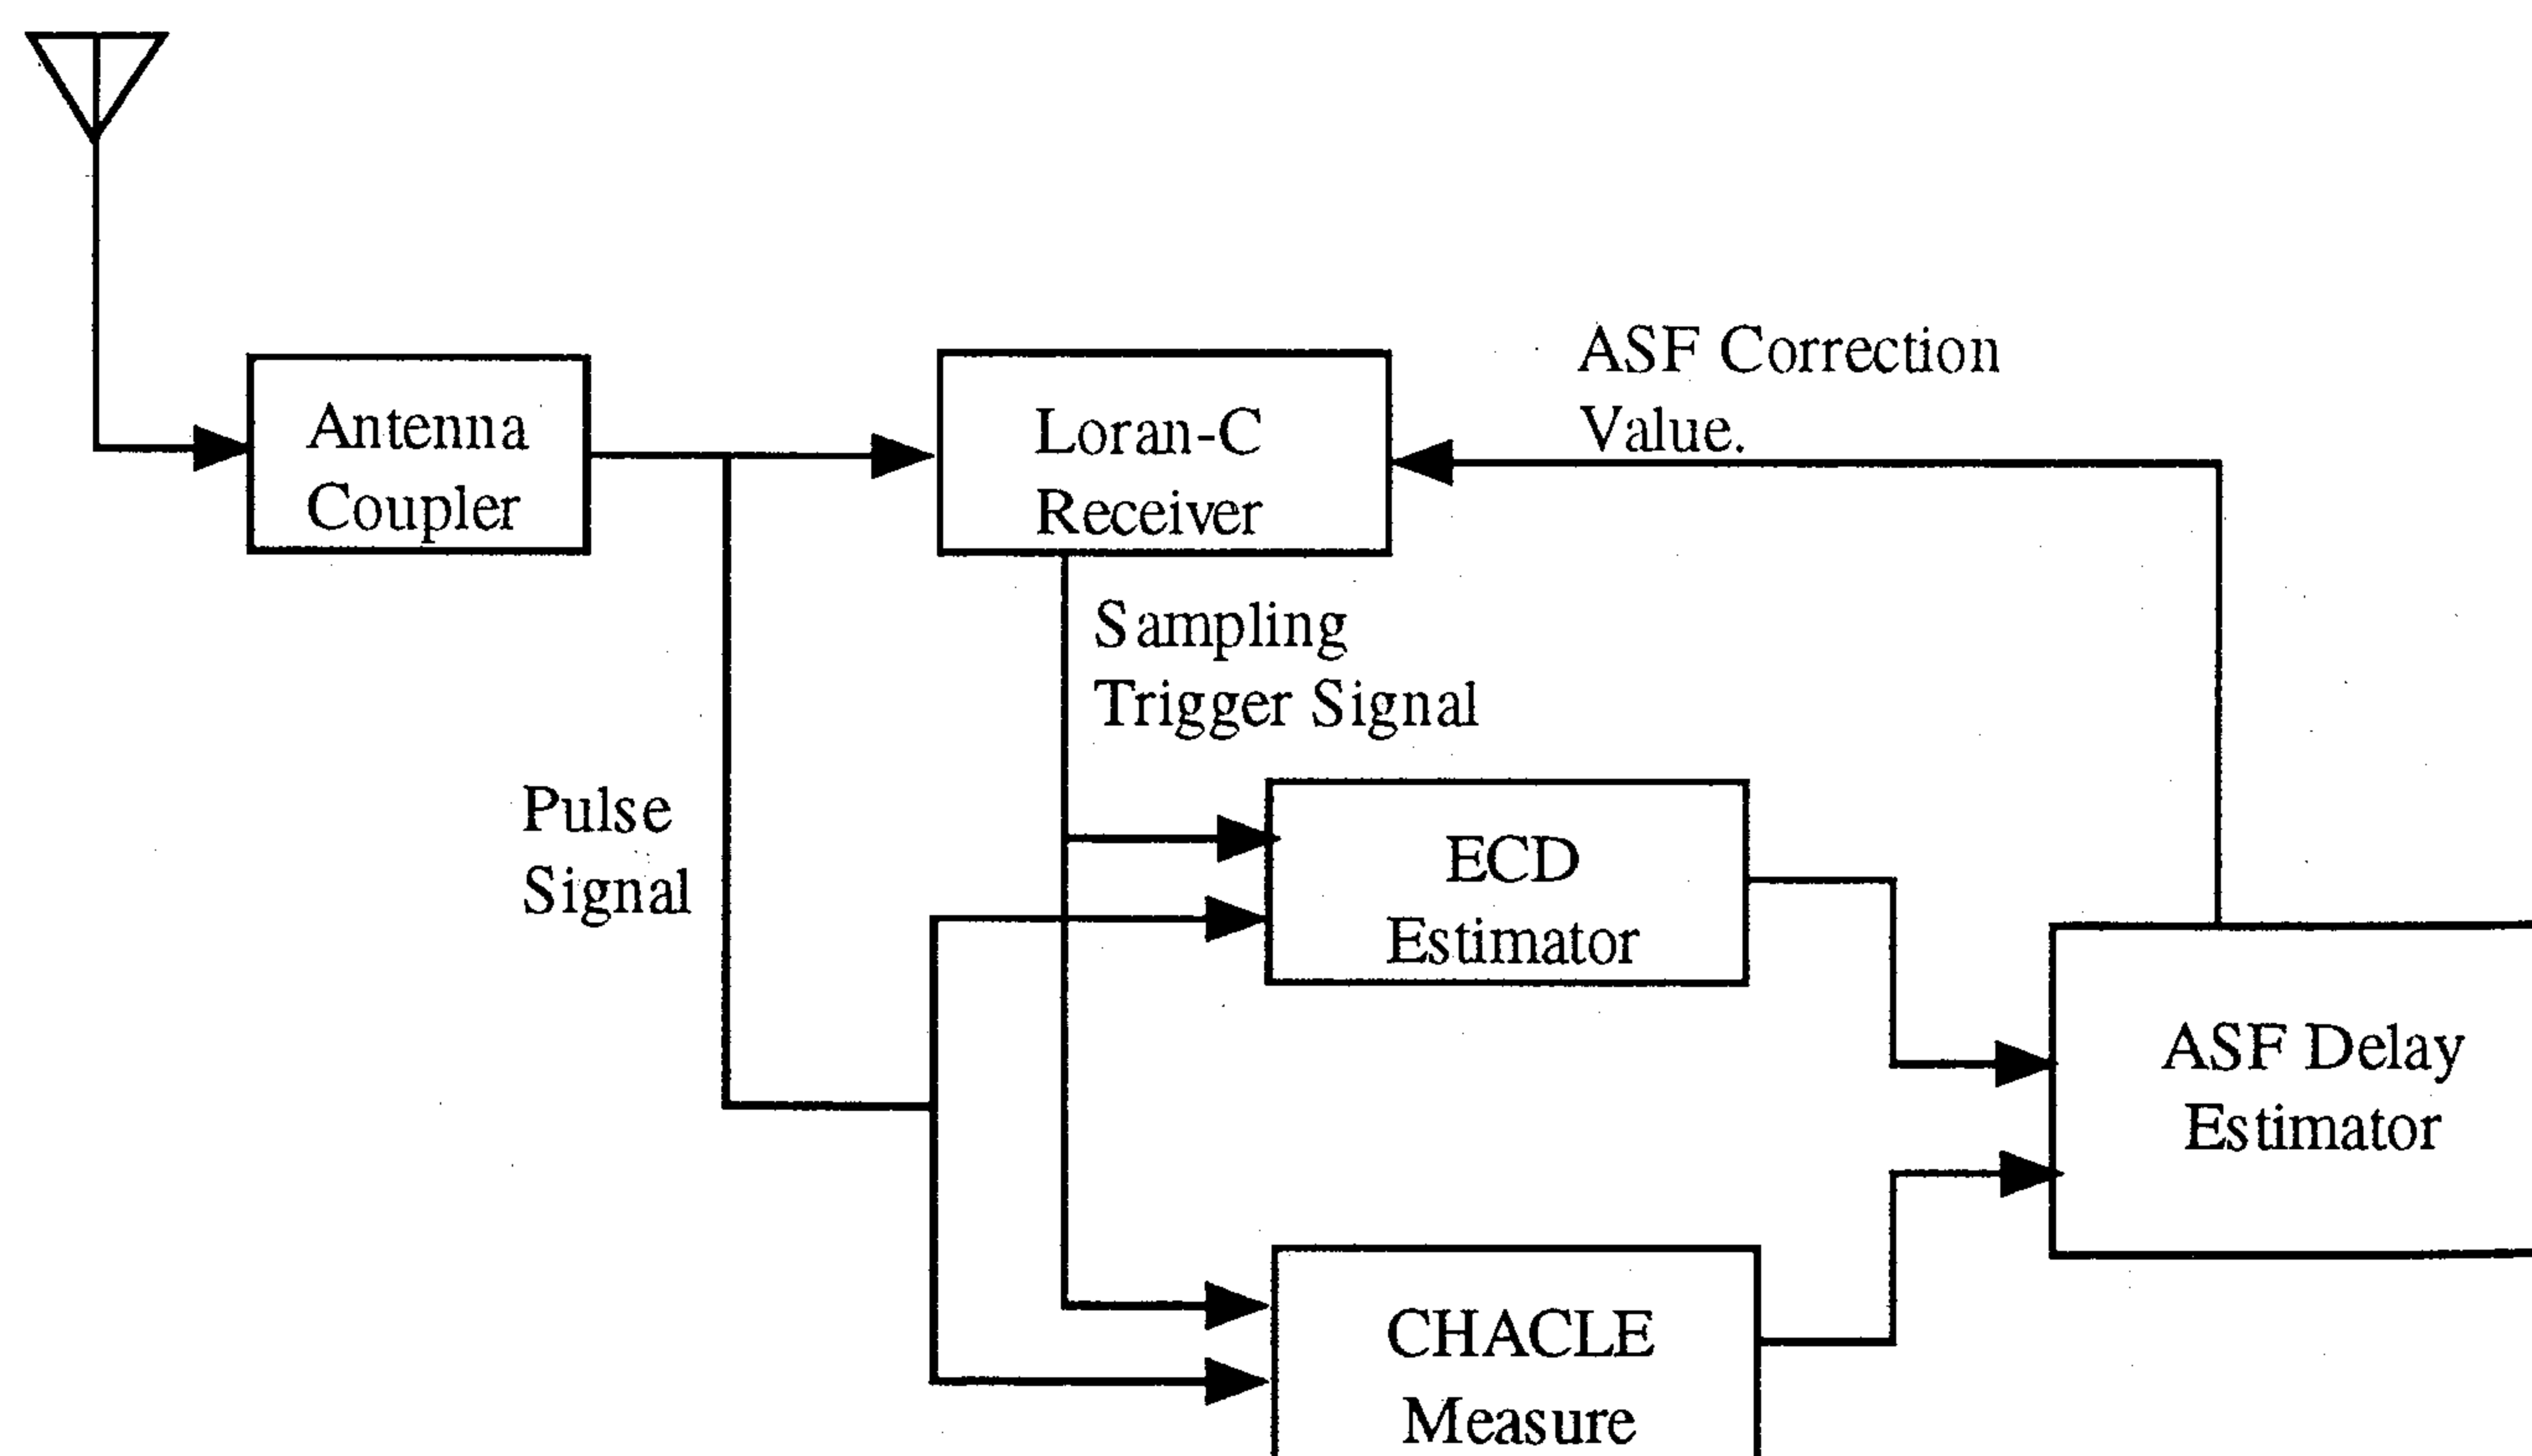 ASF Correction
Value.
Antenna
Coupler
Loran-C
Receiver
Sampling
Trigger Signal
Pulse
Signal
ECD
Estimator
ASF Delay
Estimator
CHACLE
Measure